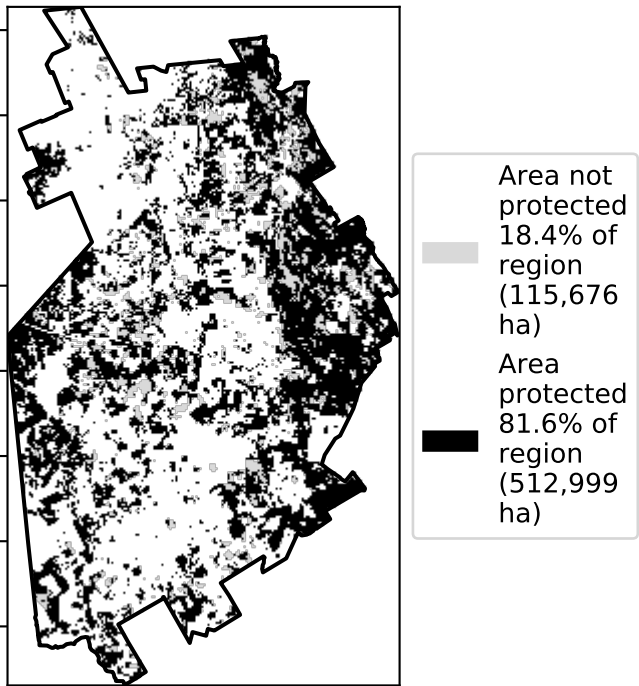 Area not
protected
18.4% of
region
(115,676
ha)
Area
protected
81.6% of
region
(512,999
ha)